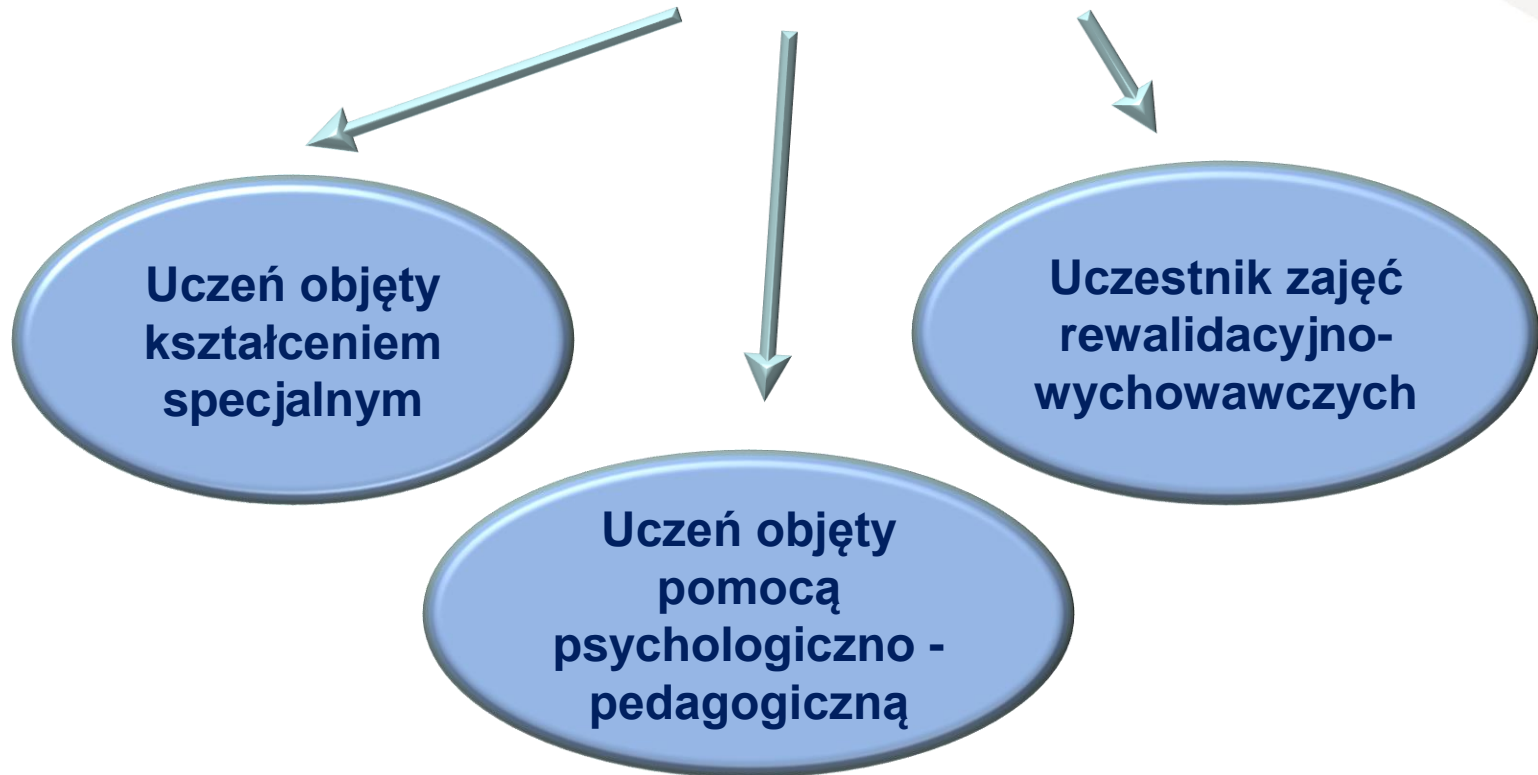 Uczeń objęty
kształceniem
specjalnym
Uczeń objęty
pomocą
psychologiczno -
pedagogiczną
Uczestnik zajęć
rewalidacyjno-
wychowawczych